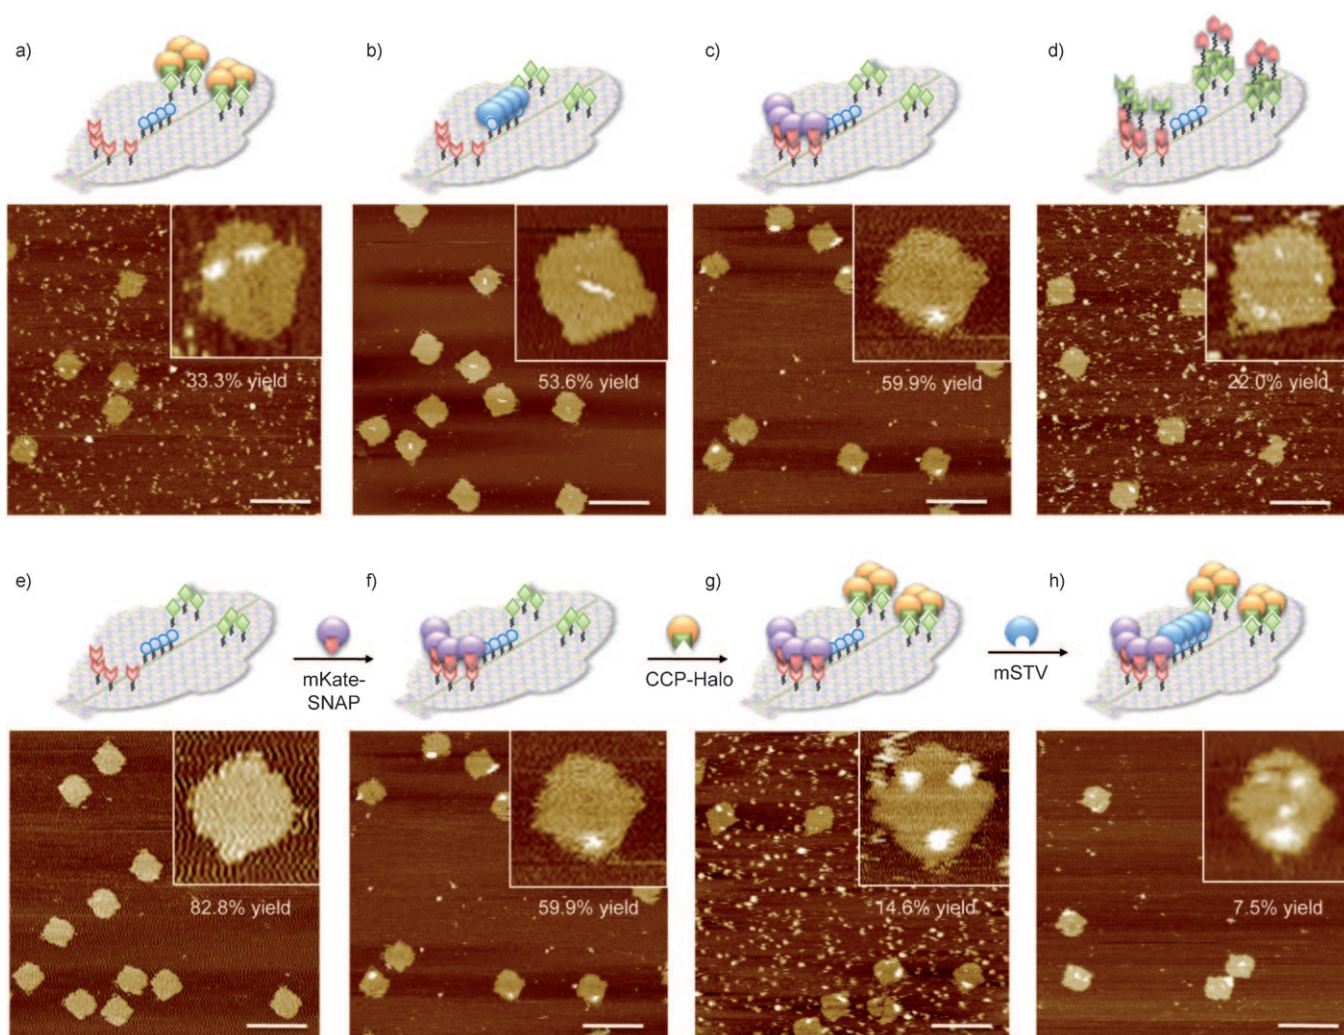 a)
b)
c)
d)
33.3% yield
53.6% yield
59.9% yield
22.0% yield
e)
f)
g)
h)
mKate-
SNAP
CCP-Halo
mSTV
82.8% yield
59.9% yield
14.6% yield
7.5% yield